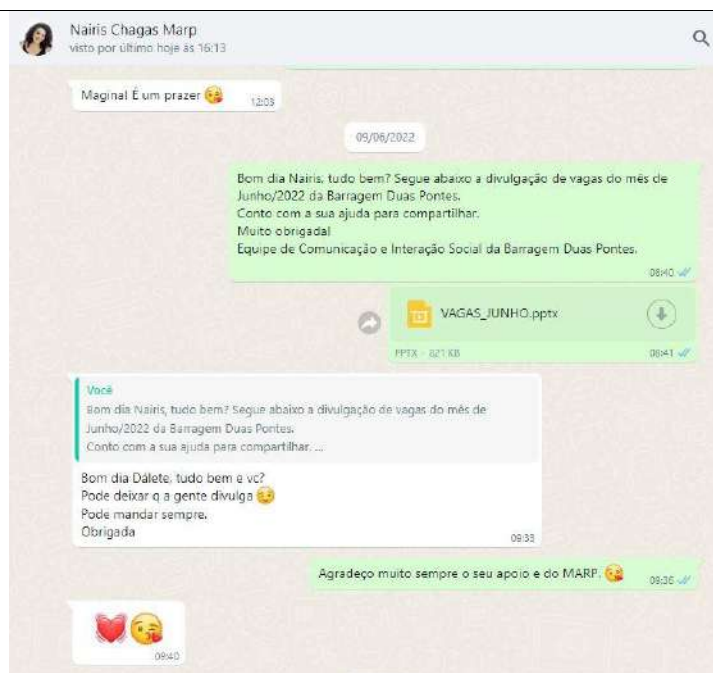 Nairis Chagas Marp
visto por último hoje às 16:13
Magina! É um prazer 😘
12:03
09/06/2022
Bom dia Nairis, tudo bem? Segue abaixo a divulgação de vagas do mês de
Junho/2022 da Barragem Duas Pontes.
Conto com a sua ajuda para compartilhar.
Muito obrigada!
Equipe de Comunicação e Interação Social da Barragem Duas Pontes.
08:40
VAGAS_JUNHO.pptx
PPTX - 821 KB
08:41
Você
Bom dia Nairis, tudo bem? Segue abaixo a divulgação de vagas do mês de
Junho/2022 da Barragem Duas Pontes.
Conto com a sua ajuda para compartilhar. ...
Bom dia Dálete, tudo bem e vc?
Pode deixar q a gente divulga 😉
Pode mandar sempre.
Obrigada
09:33
Agradeço muito sempre o seu apoio e do MARP. 😘
09:36
💓😘
09:40